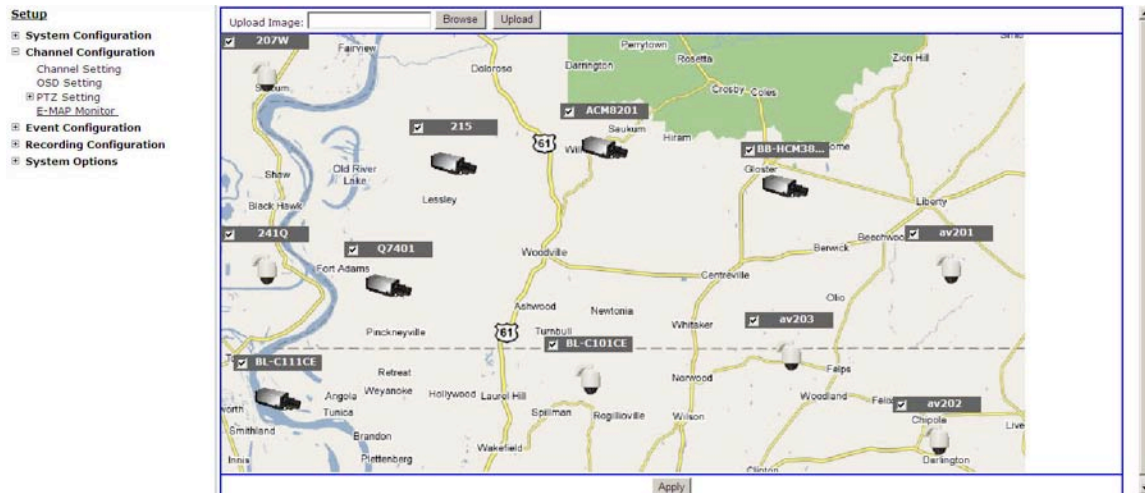 Setup
System Configuration
Channel Configuration
Channel Setting
OSD Setting
PTZ Setting
E-MAP Monitor
Event Configuration
Recording Configuration
System Options
Upload Image: Browse Upload
207W
Fairview
Doloroso
Perrytown
Darrington
Rosetta
Zion Hill
Crosby
Coles
ACM8201
215
Saukum
Hiram
61
BB-HCM38...
Gloster
Shaw
Old River
Lake
Lessley
Black Hawk
Liberty
241Q
Q7401
av201
Woodville
Berwick
Fort Adams
Centreville
Ashwood
Newtonia
Olio
av203
Whitaker
Pinckneyville
61
Turnbull
BL-C101CE
BL-C111CE
Retreat
Felps
Norwood
Weyanoke
Angola
Hollywood
Laurel Hill
Woodland
av202
Tunica
Spillman
Rogillioville
Wilson
Chipola
Smithland
Brandon
Wakefield
Plettenberg
Innis
Clinton
Darlington
Apply